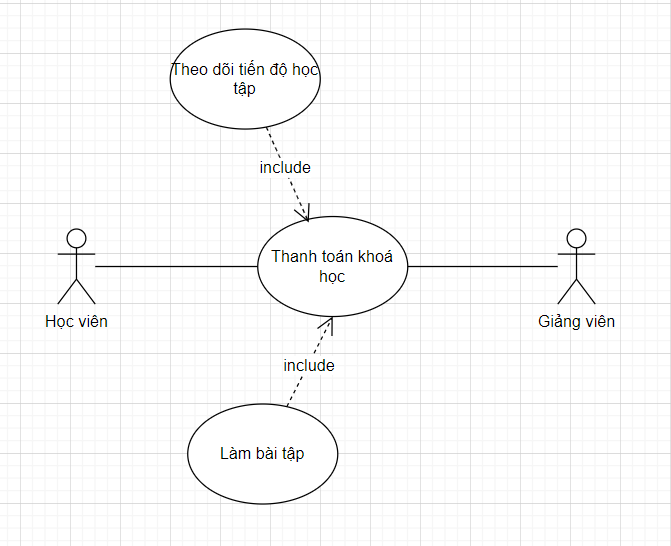 Theo dõi tiến độ học
tập
include
Thanh toán khoá
học
Học viên
Giảng viên
include
Làm bài tập